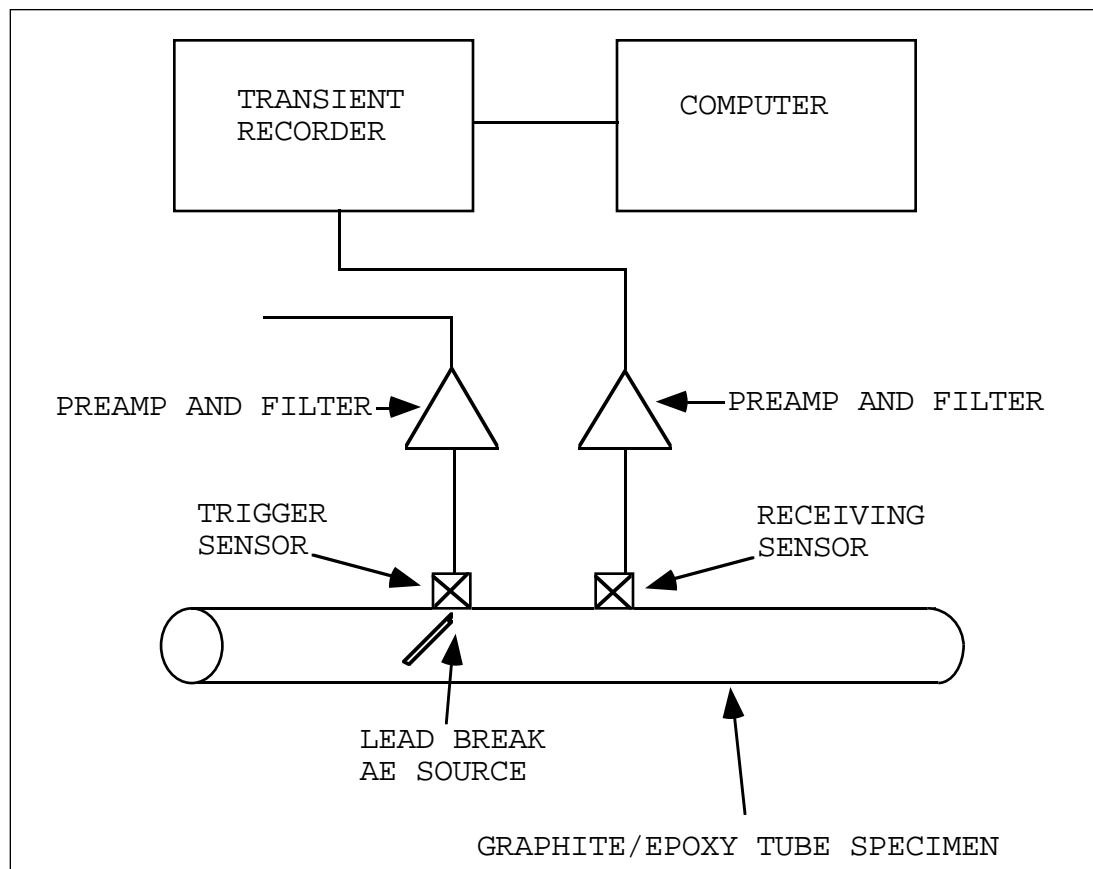 TRANSIENT
RECORDER
COMPUTER
PREAMP AND FILTER
PREAMP AND FILTER
TRIGGER
SENSOR
RECEIVING
SENSOR
LEAD BREAK
AE SOURCE
GRAPHITE/EPOXY TUBE SPECIMEN